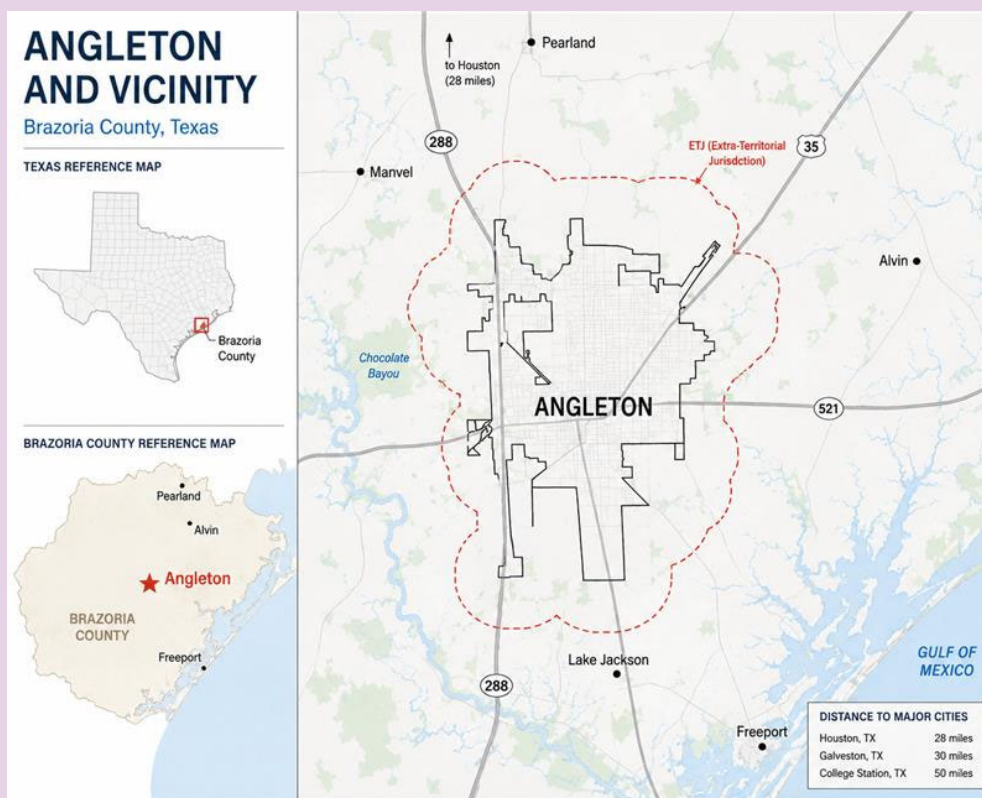 ANGLETON
AND VICINITY
Brazoria County, Texas
TEXAS REFERENCE MAP
Brazoria
County
BRAZORIA COUNTY REFERENCE MAP
Pearland
Alvin
Angleton
BRAZORIA
COUNTY
Freeport
to Houston
(28 miles)
Pearland
288
35
ETJ (Extra-Territorial
Jurisdction)
Manvel
Alvin
Chocolate
Bayou
ANGLETON
521
Lake Jackson
288
GULF OF
MEXICO
Freeport
DISTANCE TO MAJOR CITIES
Houston, TX 28 miles
Galveston, TX 30 miles
College Station, TX 50 miles